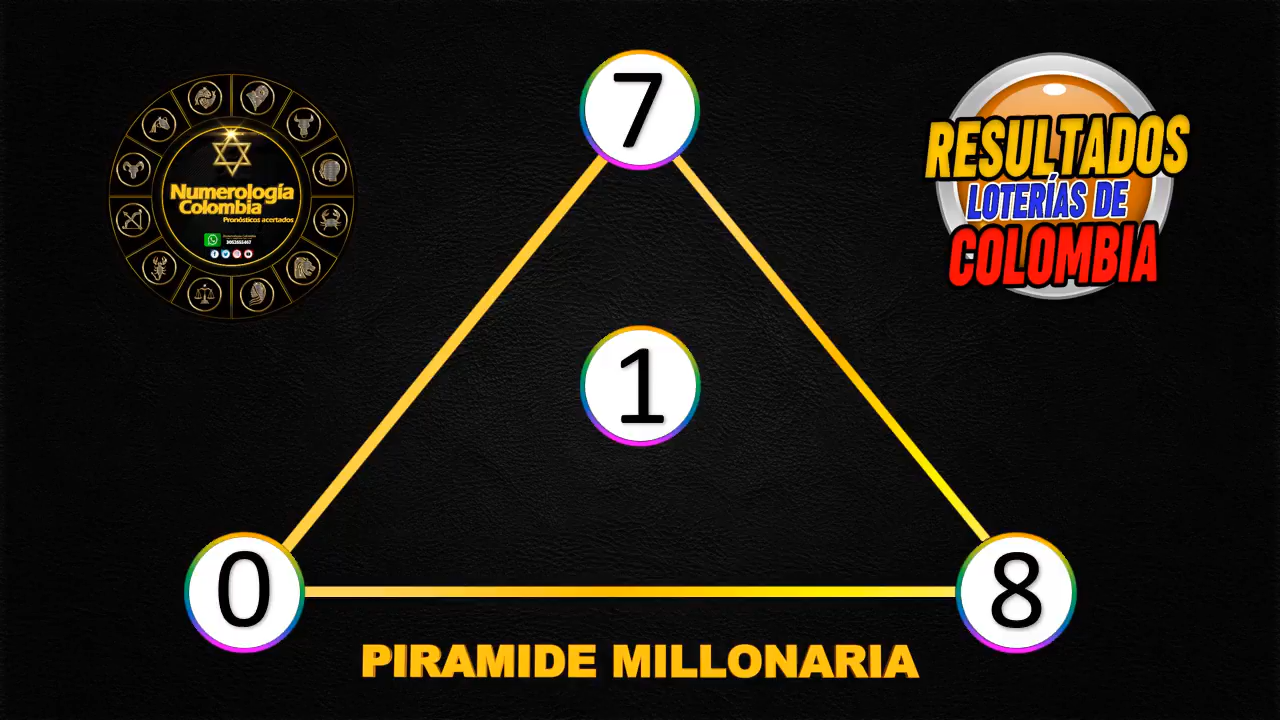 7
Numerología
Colombia
Pronósticos acertados
RESULTADOS
LOTERÍAS DE
COLOMBIA
1
0
8
PIRAMIDE MILLONARIA